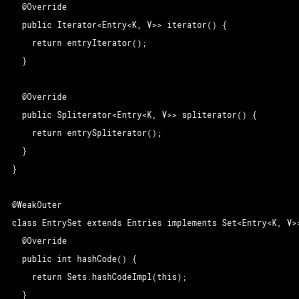 @Override
public Iterator<Entry<K, V>> iterator() {
return entryIterator();
}
@Override
public Spliterator<Entry<K, V>> spliterator() {
return entrySpliterator();
}
}
@WeakOuter
class EntrySet extends Entries implements Set<Entry<K, V>>
@Override
public int hashCode() {
return Sets.hashCodeImpl(this);
}